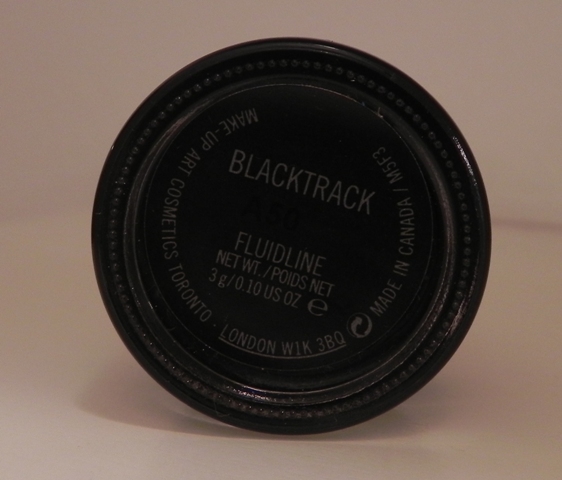 BLACKTRACK
FLUIDLINE
NET WT./POIDS NET
3 g/0.10 US OZ ℮
MAKE-UP ART COSMETICS TORONTO · LONDON W1K 3BQ
MADE IN CANADA / M5F3